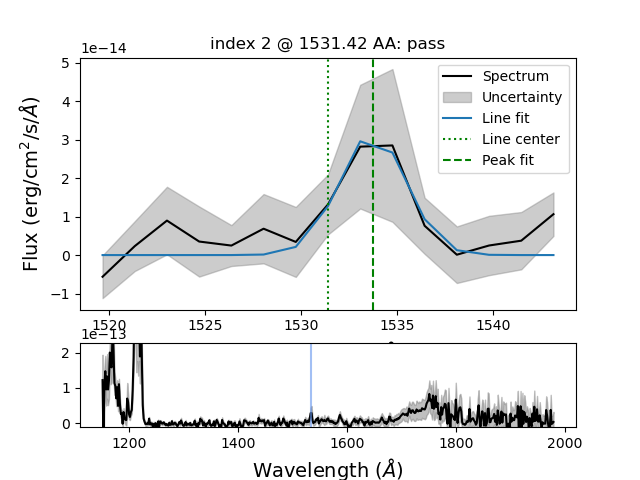 index 2 @ 1531.42 AA: pass
1e−14
5
4
3
2
1
0
−1
Flux (erg/cm²/s/Å)
Spectrum
Uncertainty
Line fit
Line center
Peak fit
1520 1525 1530 1535 1540
1e−13
2
1
0
1200 1400 1600 1800 2000
Wavelength (Å)